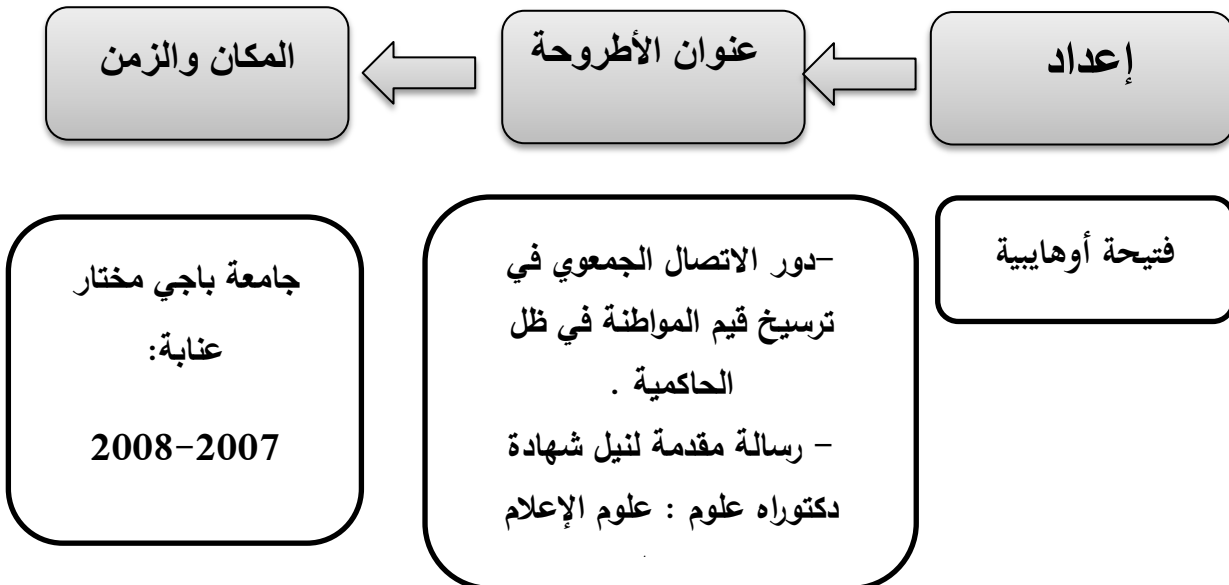 إعداد
عنوان الأطروحة
المكان والزمن
فتيحة أوهايبية
-دور الاتصال الجمعوي في
ترسيخ قيم المواطنة في ظل
الحاكمية .
- رسالة مقدمة لنيل شهادة
دكتوراه علوم : علوم الإعلام
جامعة باجي مختار
عنابة:
2007-2008